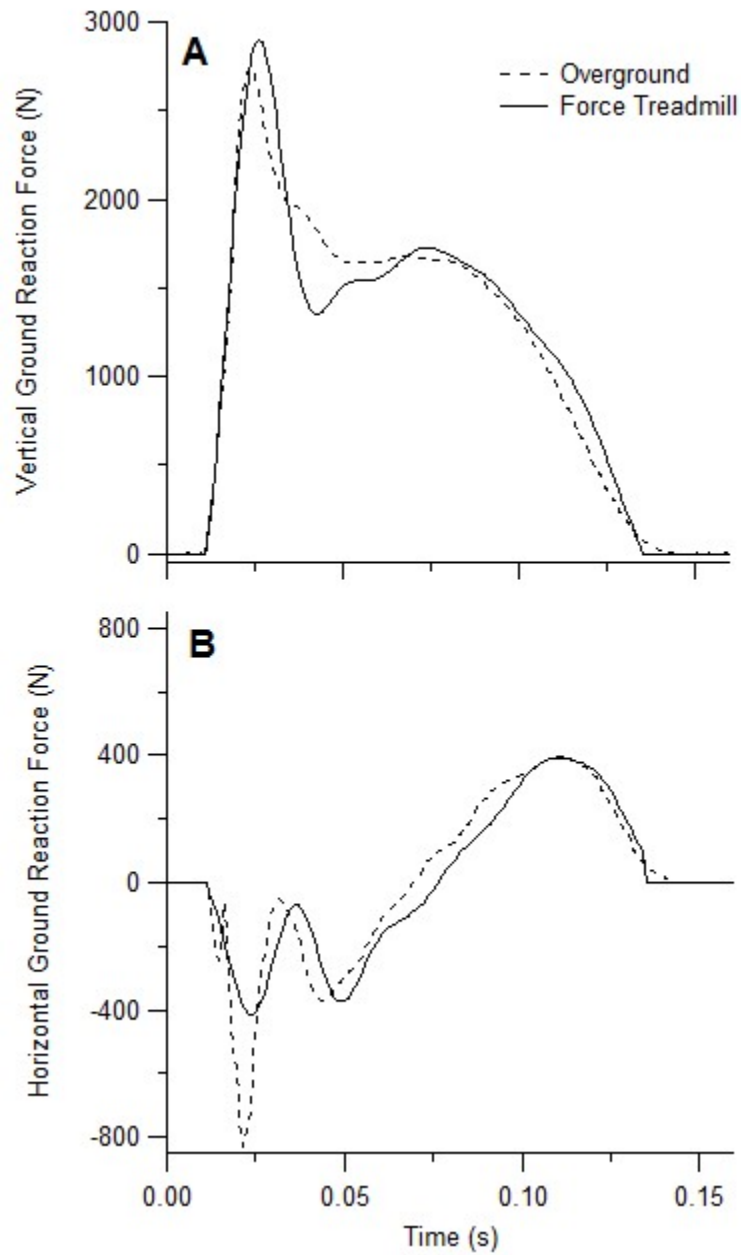 A
Overground
Force Treadmill
Vertical Ground Reaction Force (N)
3000
2000
1000
0
B
Horizontal Ground Reaction Force (N)
800
400
0
-400
-800
0.00 0.05 0.10 0.15
Time (s)